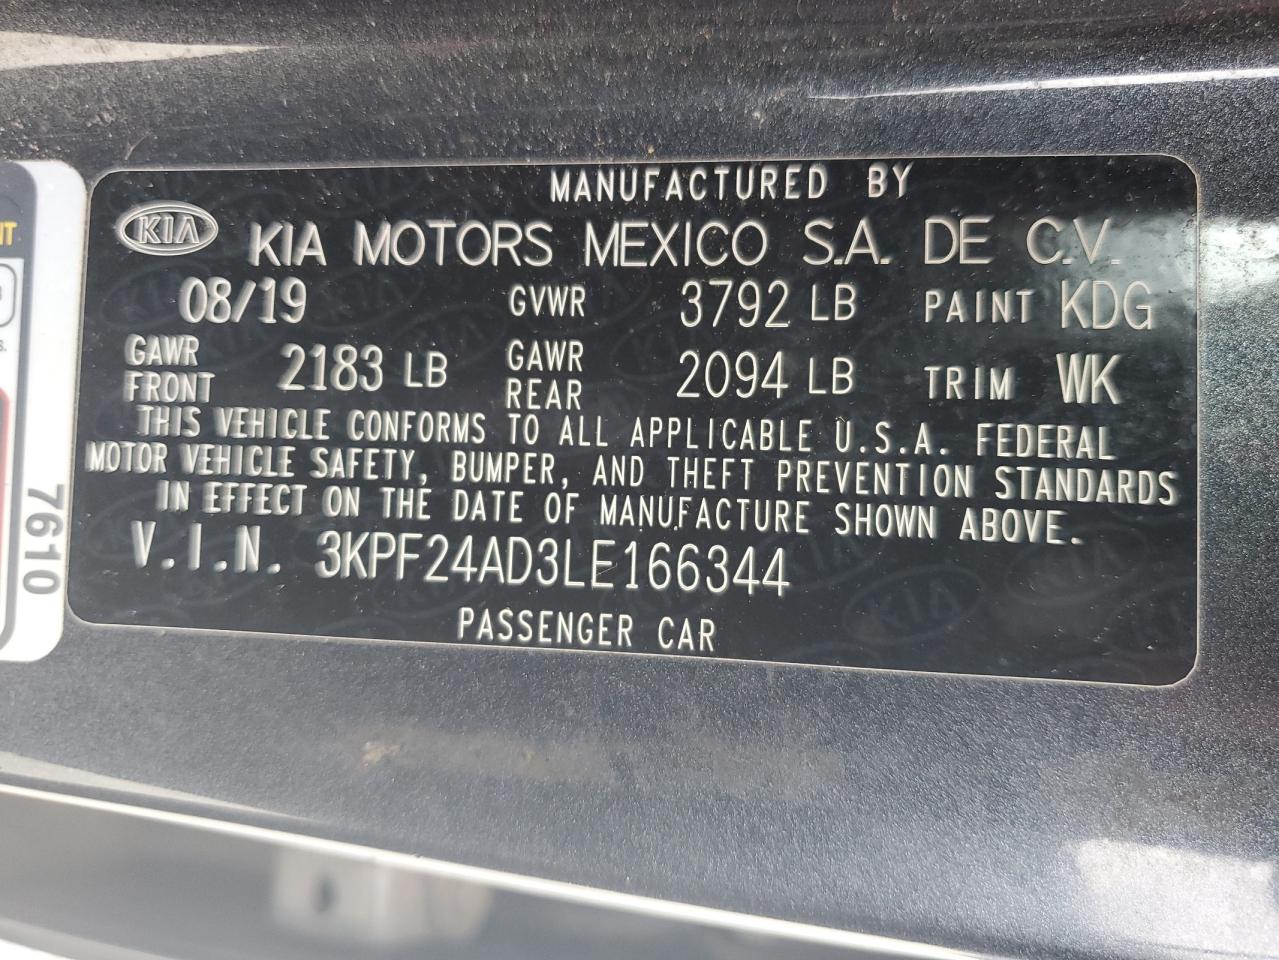 MANUFACTURED BY
KIA KIA MOTORS MEXICO S.A. DE C.V.
08/19 GVWR 3792 LB PAINT KDG
GAWR FRONT 2183 LB GAWR REAR 2094 LB TRIM WK
THIS VEHICLE CONFORMS TO ALL APPLICABLE U.S.A. FEDERAL
MOTOR VEHICLE SAFETY, BUMPER, AND THEFT PREVENTION STANDARDS
IN EFFECT ON THE DATE OF MANUFACTURE SHOWN ABOVE.
V.I.N. 3KPF24AD3LE166344
PASSENGER CAR
7610